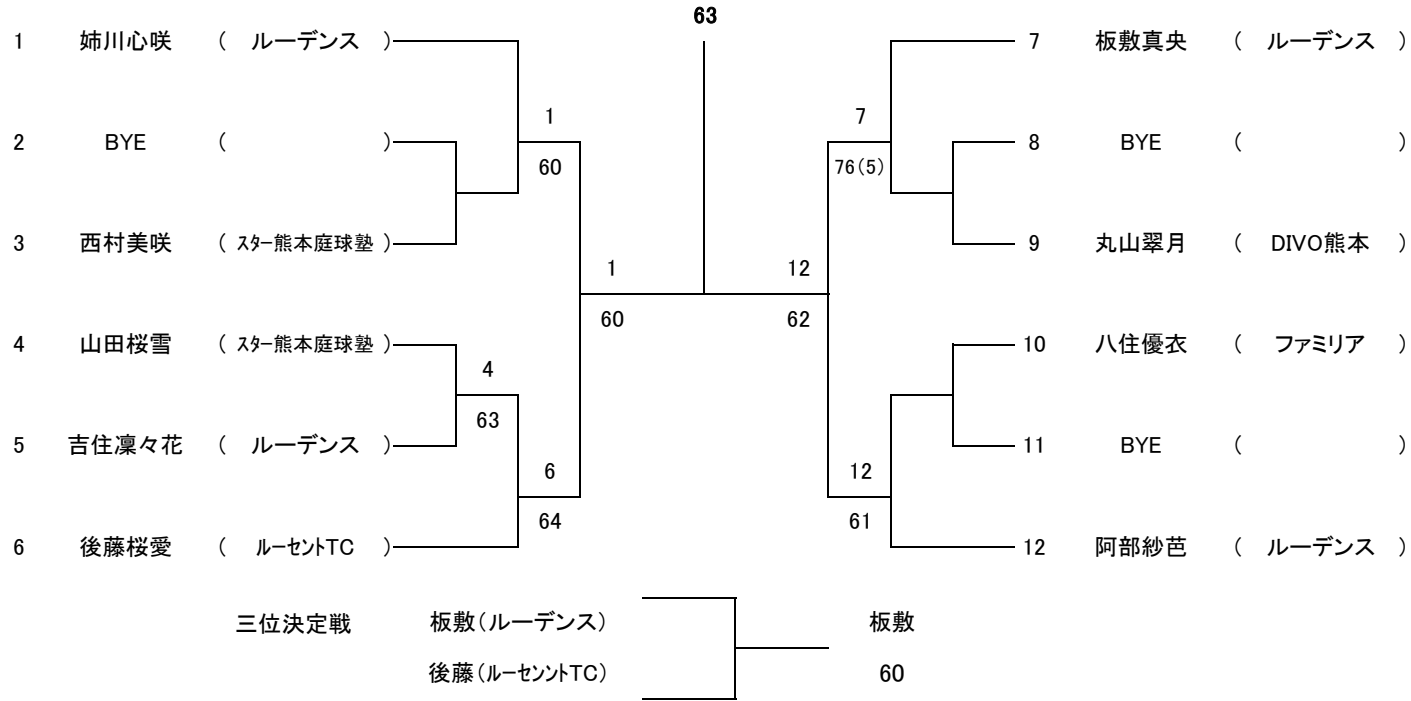 63
1 姉川心咲 ( ルーデンス ) 7 板敷真央 ( ルーデンス )
1 7
2 BYE ( ) 8 BYE ( )
60 76(5)
3 西村美咲 ( スター熊本庭球塾 ) 9 丸山翠月 ( DIVO熊本 )
1 12
60 62
4 山田桜雪 ( スター熊本庭球塾 ) 10 八住優衣 ( ファミリア )
4
63
5 吉住凜々花 ( ルーデンス ) 11 BYE ( )
6 12
64 61
6 後藤桜愛 ( ルーセントTC ) 12 阿部紗芭 ( ルーデンス )
三位決定戦 板敷(ルーデンス) 板敷
後藤(ルーセンントTC) 60